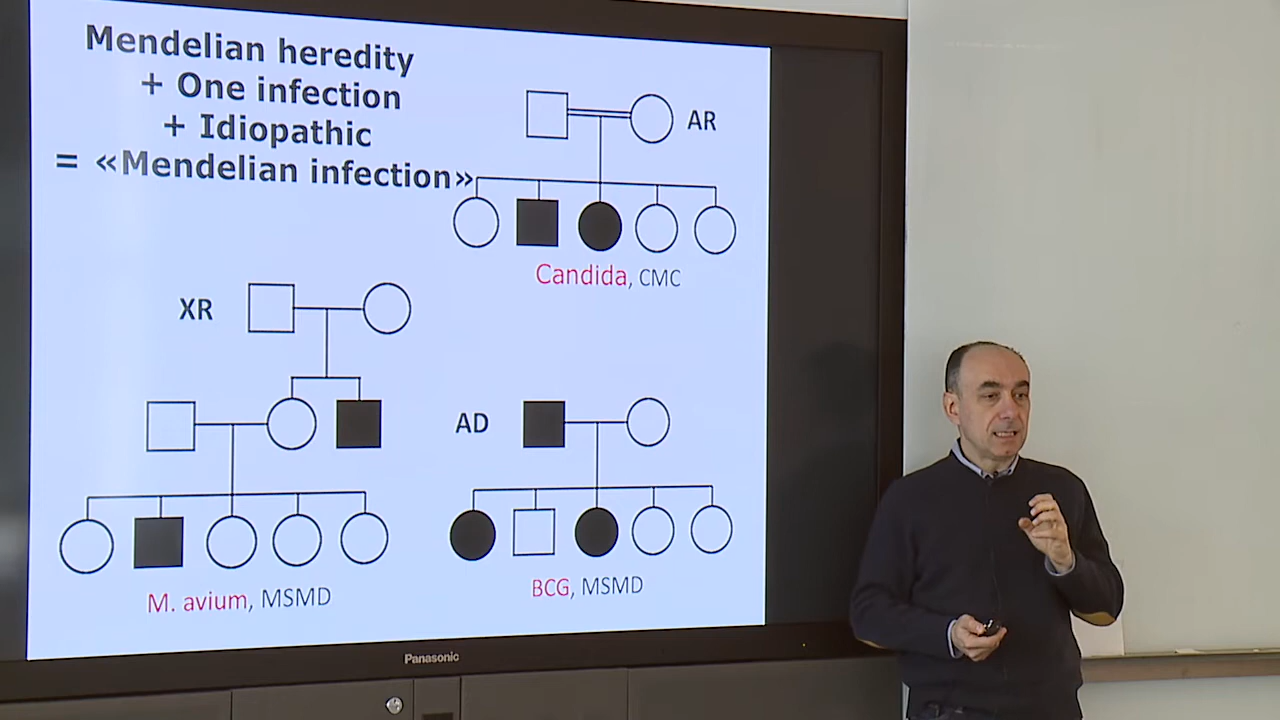 Mendelian heredity
+ One infection
+ Idiopathic
= «Mendelian infection»
AR
Candida, CMC
XR
AD
M. avium, MSMD
BCG, MSMD
Panasonic